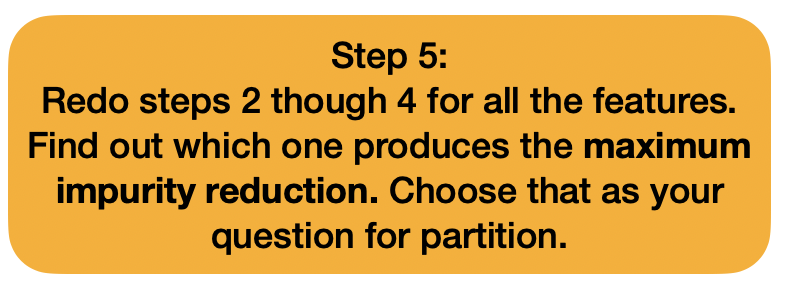 Step 5:
Redo steps 2 though 4 for all the features.
Find out which one produces the maximum
impurity reduction. Choose that as your
question for partition.